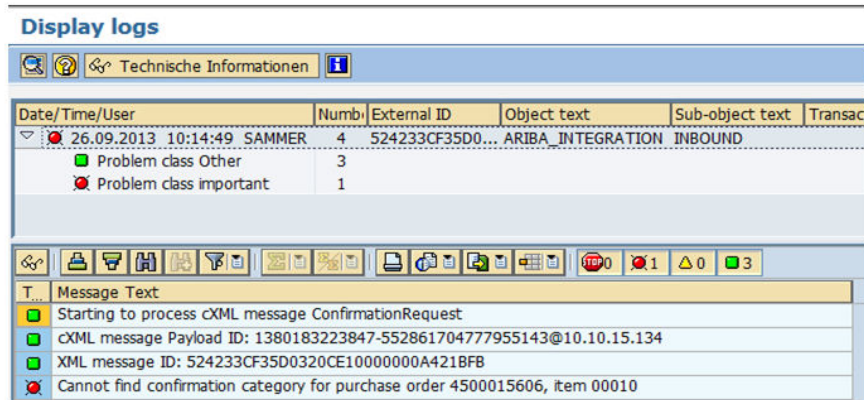 Display logs
Technische Informationen
Date/Time/User Numb External ID Object text Sub-object text Transac
26.09.2013 10:14:49 SAMMER 4 524233CF35D0... ARIBA_INTEGRATION INBOUND
Problem class Other 3
Problem class important 1
STOP 0 1 0 3
T... Message Text
Starting to process cXML message ConfirmationRequest
cXML message Payload ID: 1380183223847-552861704777955143@10.10.15.134
XML message ID: 524233CF35D0320CE10000000A421BFB
Cannot find confirmation category for purchase order 4500015606, item 00010